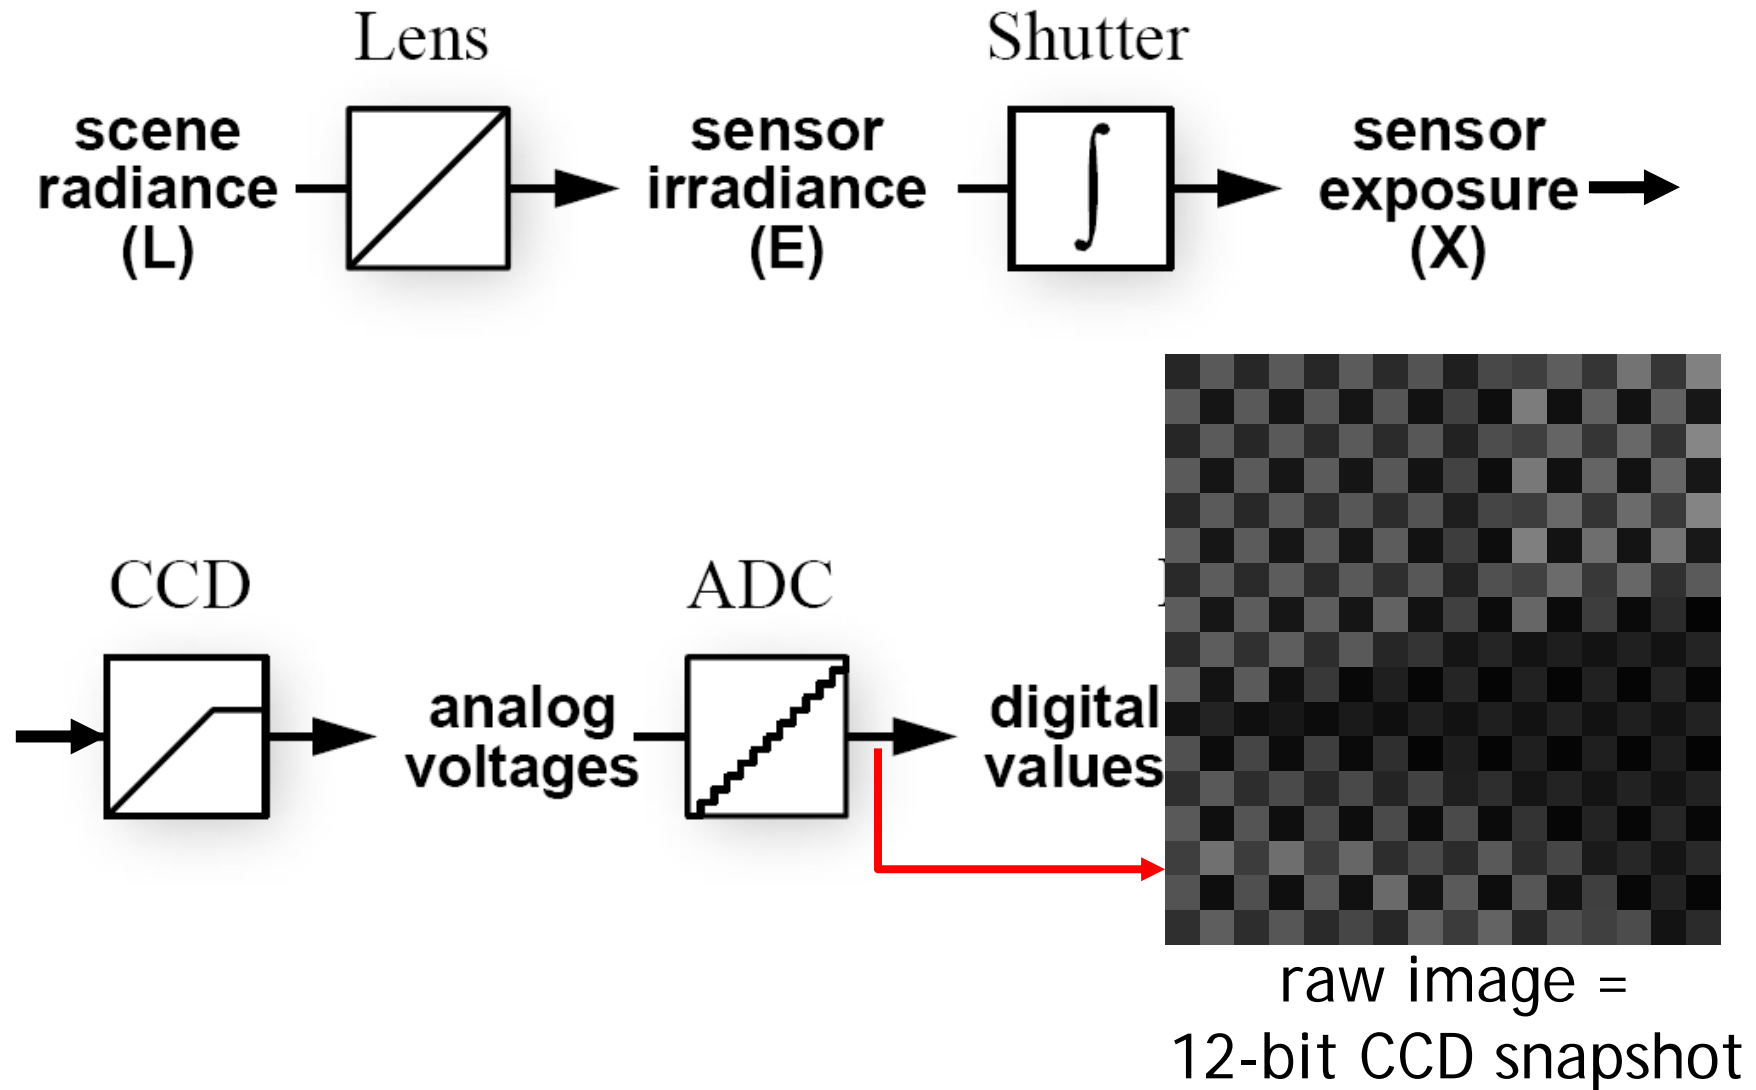 Lens
Shutter
scene
radiance
(L)
sensor
irradiance
(E)
∫
sensor
exposure
(X)
CCD
ADC
analog
voltages
digital
values
raw image =
12-bit CCD snapshot